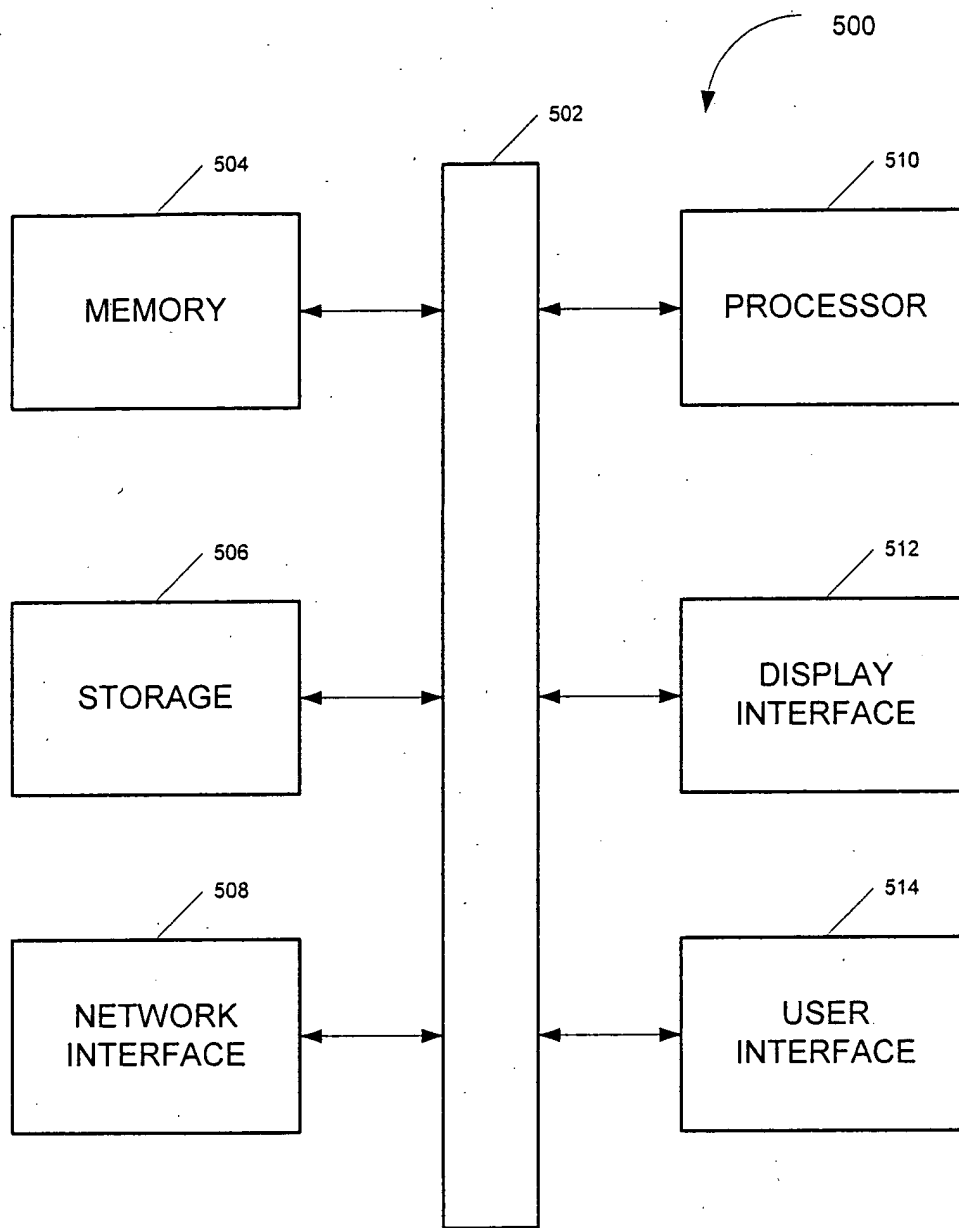 500
502
504
510
MEMORY
PROCESSOR
506
512
STORAGE
DISPLAY
INTERFACE
508
514
NETWORK
INTERFACE
USER
INTERFACE